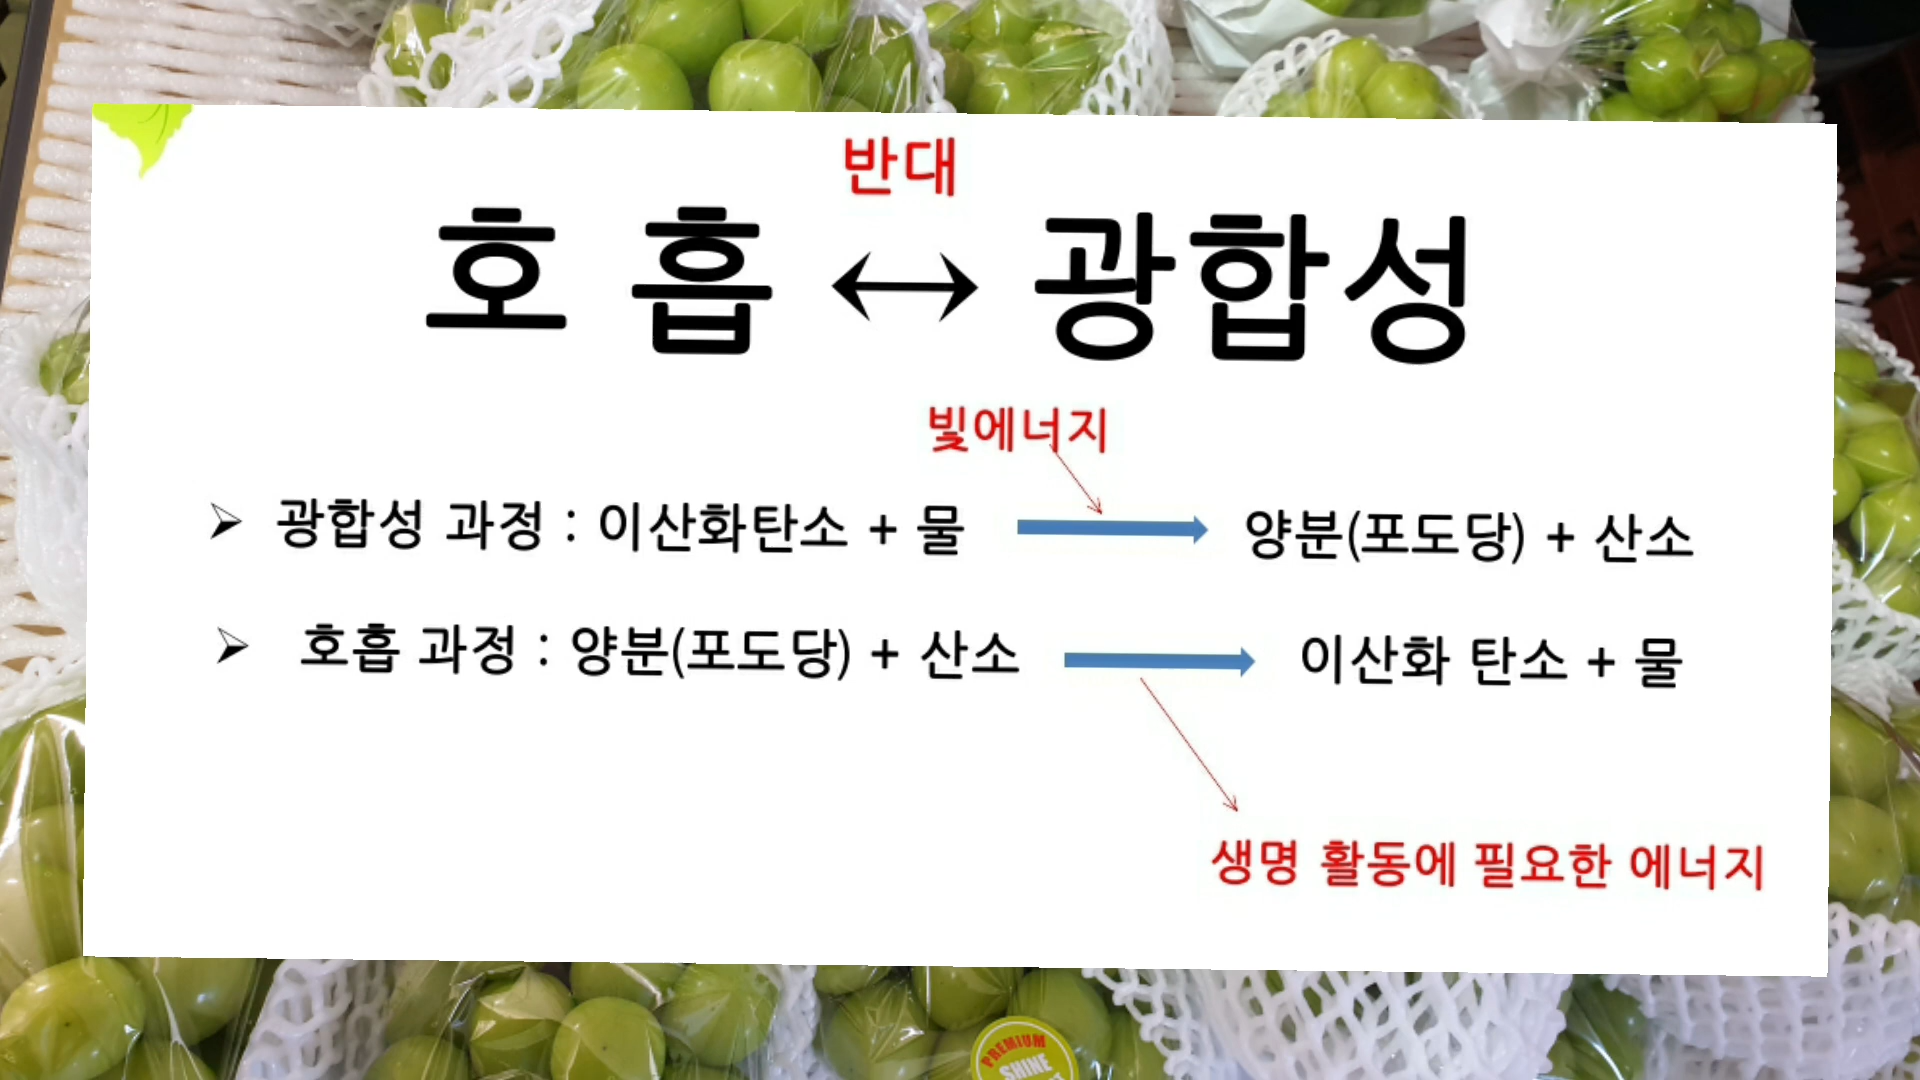 반대
호 흡 ↔ 광합성
빛에너지
➢ 광합성 과정 : 이산화탄소 + 물 → 양분(포도당) + 산소
➢ 호흡 과정 : 양분(포도당) + 산소 → 이산화 탄소 + 물
생명 활동에 필요한 에너지
PREMIUM
SHINE